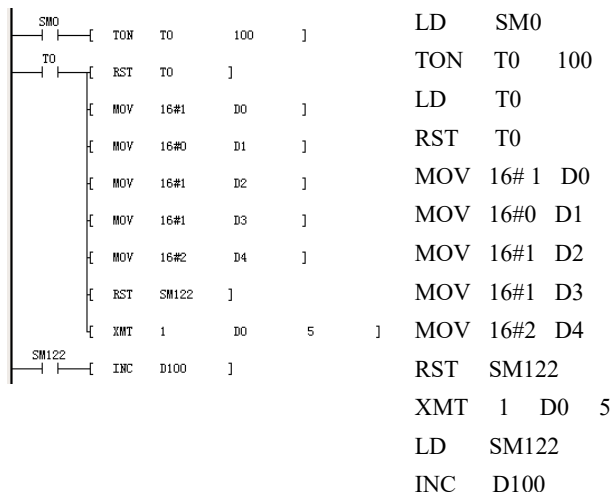 SM0
TON T0 100 ]
T0
RST T0 ]
MOV 16#1 D0 ]
MOV 16#0 D1 ]
MOV 16#1 D2 ]
MOV 16#1 D3 ]
MOV 16#2 D4 ]
RST SM122 ]
XMT 1 D0 5 ]
SM122
INC D100 ]
LD SM0
TON T0 100
LD T0
RST T0
MOV 16# 1 D0
MOV 16#0 D1
MOV 16#1 D2
MOV 16#1 D3
MOV 16#2 D4
RST SM122
XMT 1 D0 5
LD SM122
INC D100